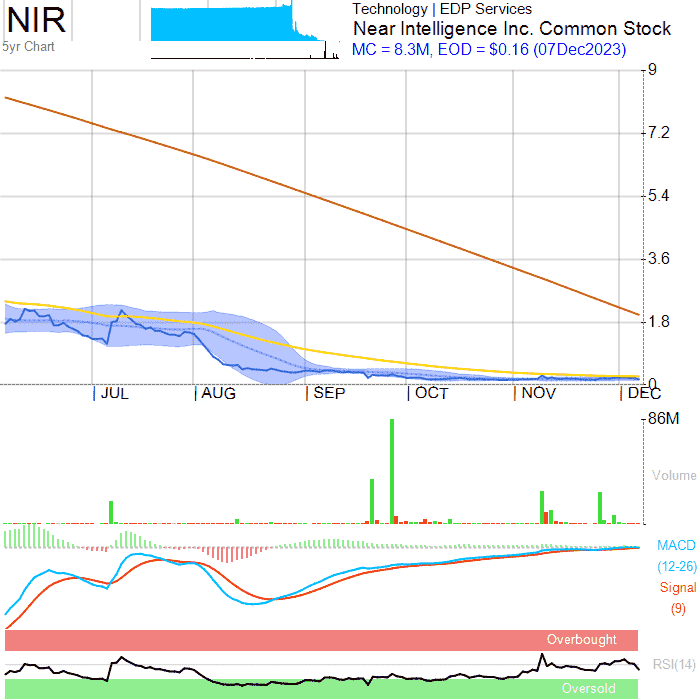 NIR
5yr Chart
Technology | EDP Services
Near Intelligence Inc. Common Stock
MC = 8.3M, EOD = $0.16 (07Dec2023)
9
7.2
5.4
3.6
1.8
0
JUL AUG SEP OCT NOV DEC
86M
Volume
MACD
(12-26)
Signal
(9)
Overbought
RSI(14)
Oversold